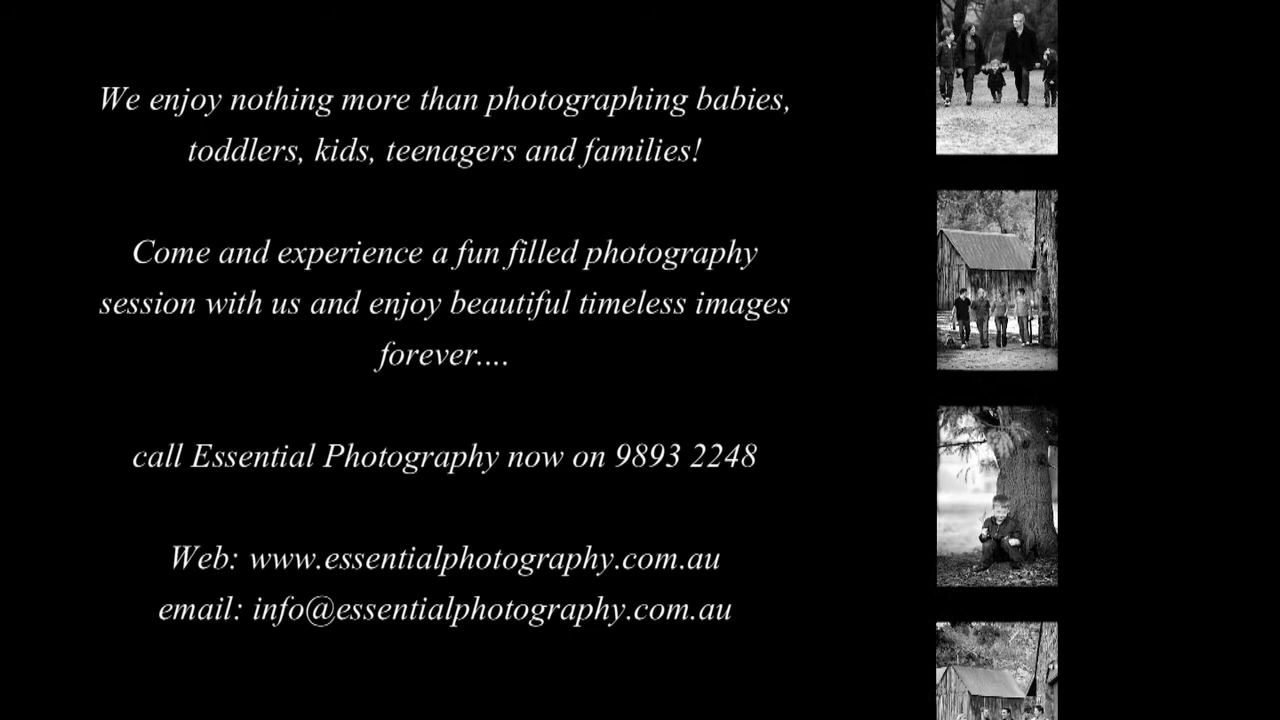 We enjoy nothing more than photographing babies,
toddlers, kids, teenagers and families!
Come and experience a fun filled photography
session with us and enjoy beautiful timeless images
forever....
call Essential Photography now on 9893 2248
Web: www.essentialphotography.com.au
email: info@essentialphotography.com.au